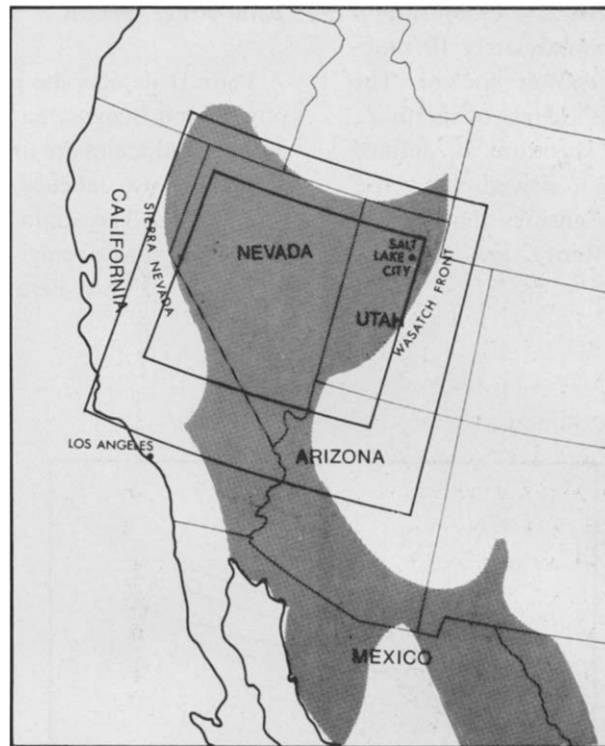 CALIFORNIA
SIERRA NEVADA
NEVADA
SALT
LAKE
CITY
UTAH
WASATCH FRONT
LOS ANGELES
ARIZONA
MEXICO